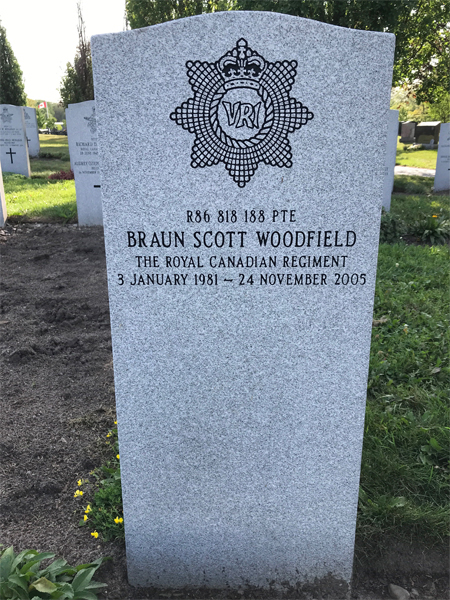 VRI
R86 818 188 PTE
BRAUN SCOTT WOODFIELD
THE ROYAL CANADIAN REGIMENT
3 JANUARY 1981 – 24 NOVEMBER 2005